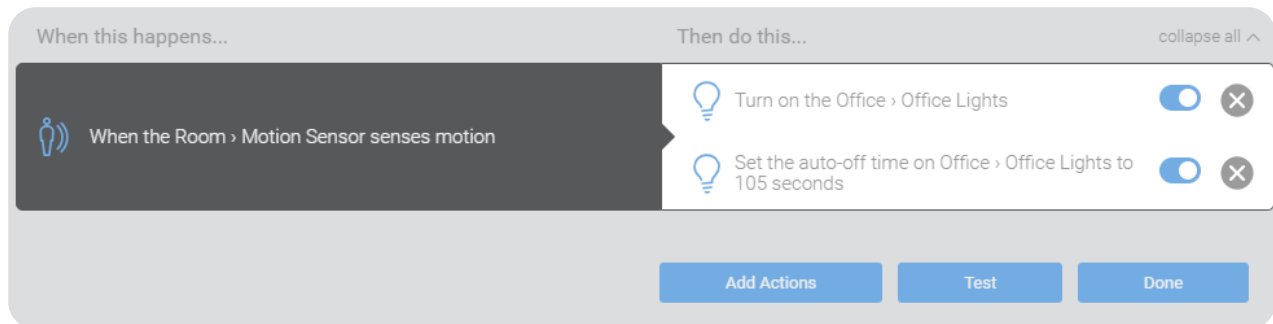 When this happens...
Then do this...
collapse all
When the Room › Motion Sensor senses motion
Turn on the Office › Office Lights
Set the auto-off time on Office › Office Lights to
105 seconds
Add Actions
Test
Done